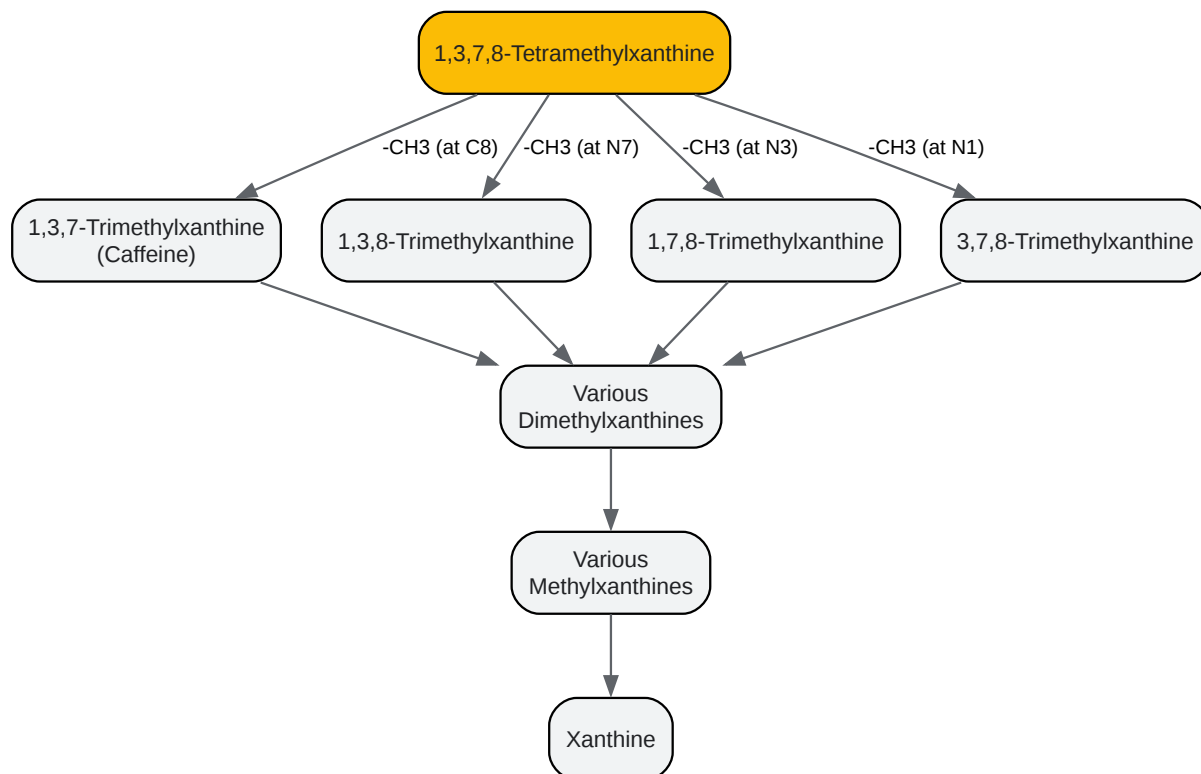 1,3,7,8-Tetramethylxanthine
-CH3 (at C8)
-CH3 (at N7)
-CH3 (at N3)
-CH3 (at N1)
1,3,7-Trimethylxanthine
(Caffeine)
1,3,8-Trimethylxanthine
1,7,8-Trimethylxanthine
3,7,8-Trimethylxanthine
Various
Dimethylxanthines
Various
Methylxanthines
Xanthine